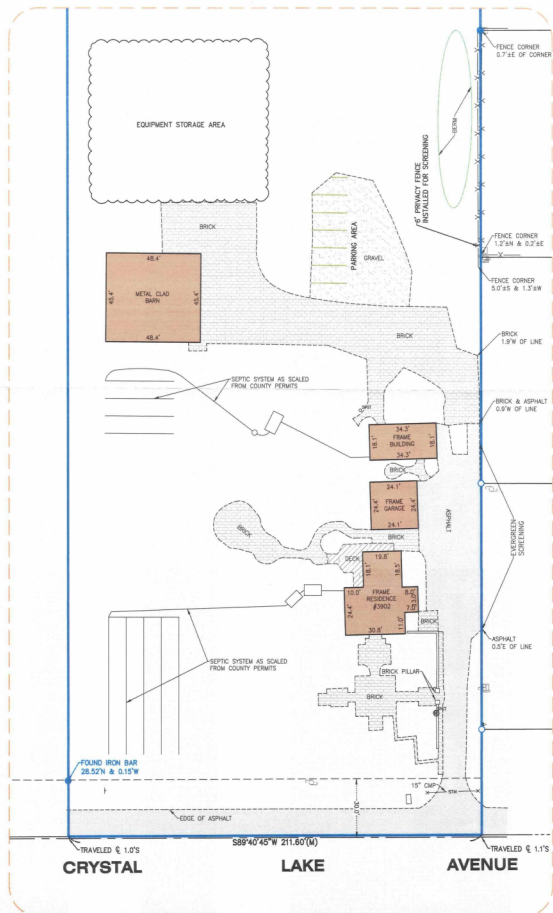 FENCE CORNER
0.7'±E OF CORNER
EQUIPMENT STORAGE AREA
BERM
6' PRIVACY FENCE
INSTALLED FOR SCREENING
BRICK
PARKING AREA
GRAVEL
FENCE CORNER
1.2'±N & 0.2'±E
FENCE CORNER
5.0'±S & 1.3'±W
48.4'
45.4'
METAL CLAD
BARN
45.4'
48.4'
BRICK
BRICK
1.9'W OF LINE
SEPTIC SYSTEM AS SCALED
FROM COUNTY PERMITS
BRICK & ASPHALT
0.9'W OF LINE
34.3'
18.1'
FRAME
BUILDING
18.1'
34.3'
BRICK
24.1'
24.4'
FRAME
GARAGE
24.4'
24.1'
ASPHALT
EVERGREEN
SCREENING
BRICK
BRICK
DECK
19.8'
18.1'
18.5'
10.0'
8.0'
3.0'
7.0'
24.4'
FRAME
RESIDENCE
#3902
11.0'
30.8'
BRICK
ASPHALT
0.5'E OF LINE
SEPTIC SYSTEM AS SCALED
FROM COUNTY PERMITS
BRICK PILLAR
BRICK
FOUND IRON BAR
28.52'N & 0.15'W
15" CMP
STM
30.0'
EDGE OF ASPHALT
S89°40'45"W 211.60'(M)
TRAVELED ℄ 1.0'S
TRAVELED ℄ 1.1'S
CRYSTAL LAKE AVENUE